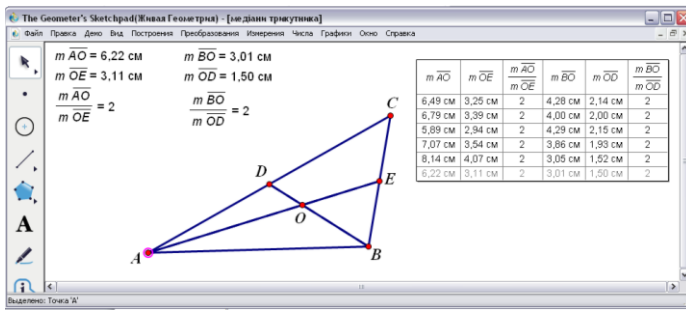 The Geometer's Sketchpad(Живая Геометрия) - [медіани трикутника]
Файл Правка Демо Вид Построения Преобразования Измерения Числа Графики Окно Справка
m AO = 6,22 см m BO = 3,01 см
m OE = 3,11 см m OD = 1,50 см
m AO / m OE = 2 m BO / m OD = 2
m AO m OE m AO / m OE m BO m OD m BO / m OD
6,49 см 3,25 см 2 4,28 см 2,14 см 2
6,79 см 3,39 см 2 4,00 см 2,00 см 2
5,89 см 2,94 см 2 4,29 см 2,15 см 2
7,07 см 3,54 см 2 3,86 см 1,93 см 2
8,14 см 4,07 см 2 3,05 см 1,52 см 2
6,22 см 3,11 см 2 3,01 см 1,50 см 2
C
D
E
O
A
B
A
Выделено: Точка 'A'